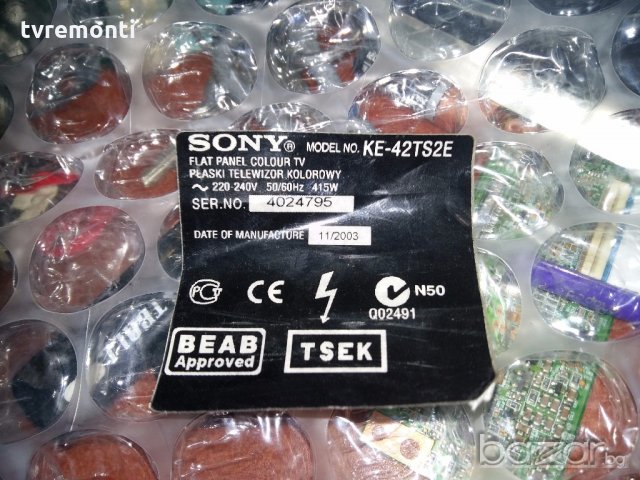 tvremonti
SONY® MODEL NO. KE-42TS2E
FLAT PANEL COLOUR TV
PŁASKI TELEWIZOR KOLOROWY
~ 220-240V 50/60Hz 415W
SER.NO. 4024795
DATE OF MANUFACTURE 11/2003
CE
N50
Q02491
BEAB
Approved
TSEK
bazar.bg